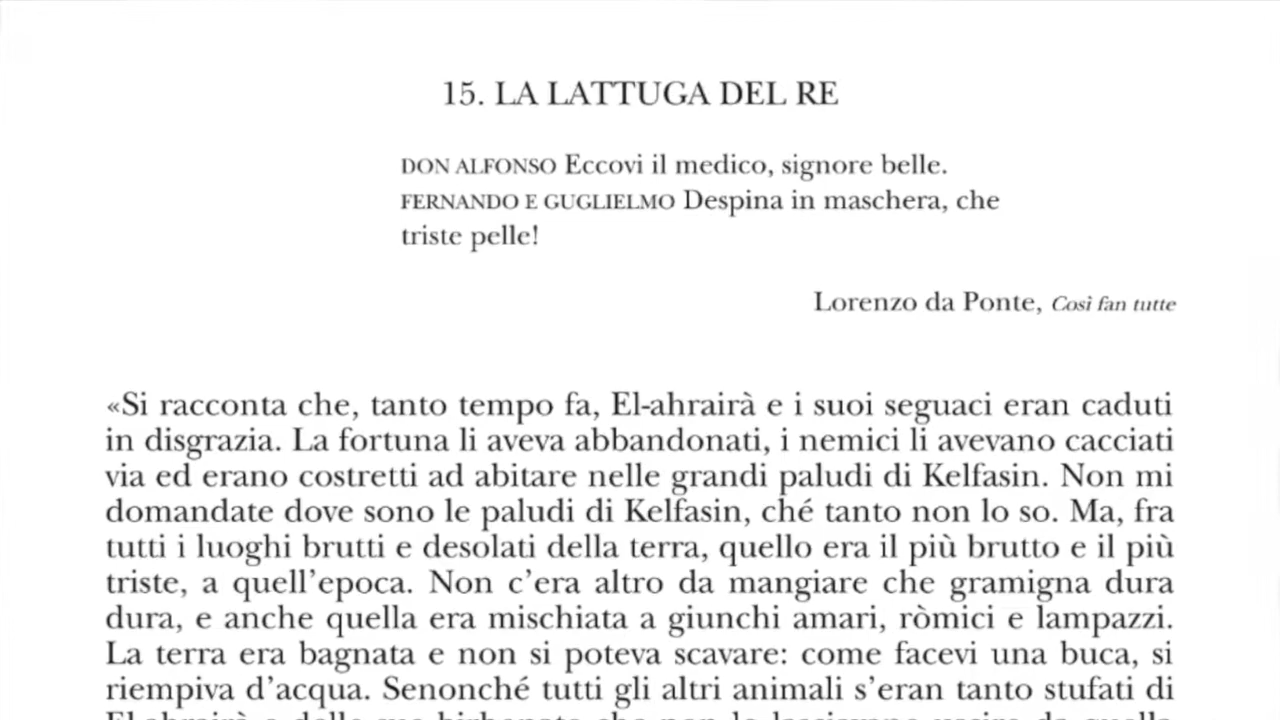 15. LA LATTUGA DEL RE
DON ALFONSO Eccovi il medico, signore belle.
FERNANDO E GUGLIELMO Despina in maschera, che
triste pelle!
Lorenzo da Ponte, Così fan tutte
«Si racconta che, tanto tempo fa, El-ahrairà e i suoi seguaci eran caduti
in disgrazia. La fortuna li aveva abbandonati, i nemici li avevano cacciati
via ed erano costretti ad abitare nelle grandi paludi di Kelfasin. Non mi
domandate dove sono le paludi di Kelfasin, ché tanto non lo so. Ma, fra
tutti i luoghi brutti e desolati della terra, quello era il più brutto e il più
triste, a quell’epoca. Non c’era altro da mangiare che gramigna dura
dura, e anche quella era mischiata a giunchi amari, ròmici e lampazzi.
La terra era bagnata e non si poteva scavare: come facevi una buca, si
riempiva d’acqua. Senonché tutti gli altri animali s’eran tanto stufati di